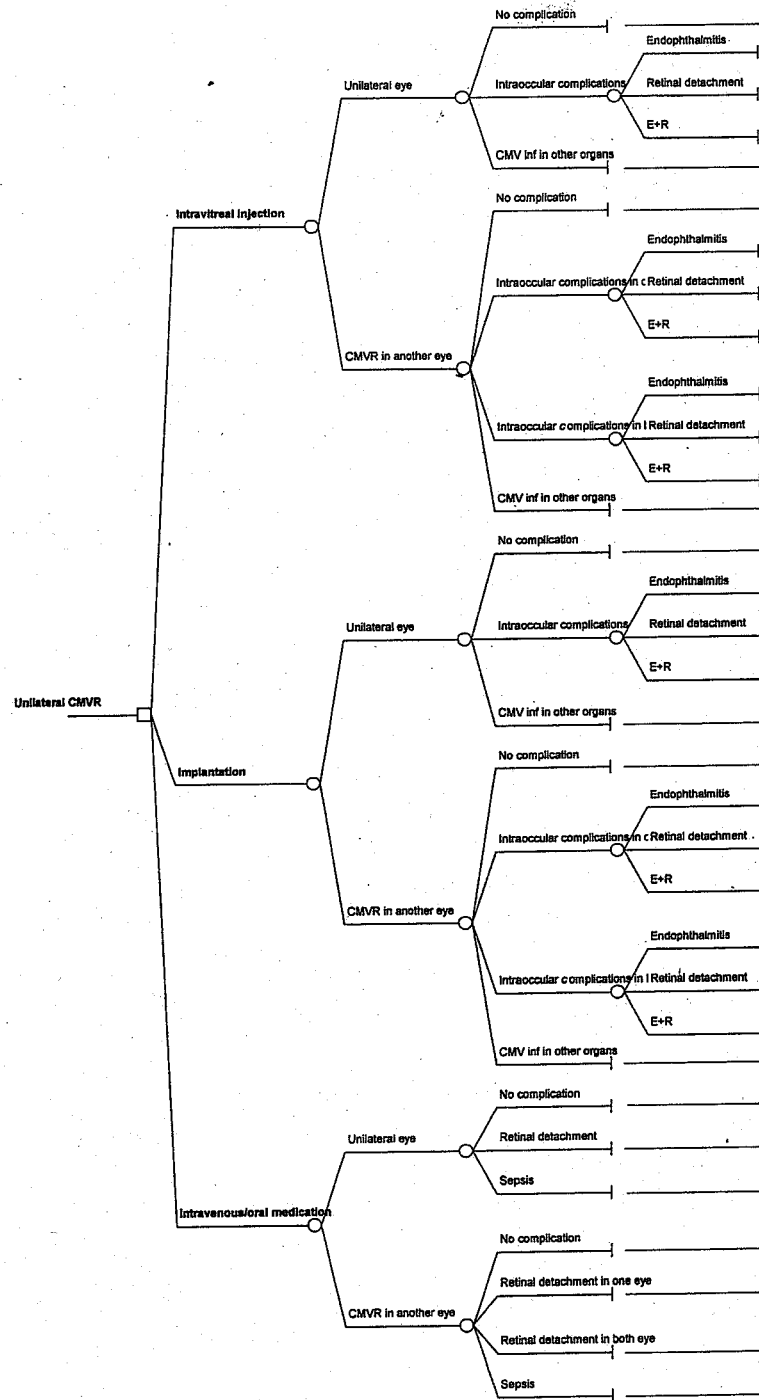 No complication
Endophthalmitis
Unilateral eye
Intraoccular complications
Retinal detachment
E+R
CMV inf in other organs
No complication
Intravitreal injection
Endophthalmitis
Intraoccular complications in c
Retinal detachment
E+R
CMVR in another eye
Endophthalmitis
Intraoccular complications in
Retinal detachment
E+R
CMV inf in other organs
No complication
Endophthalmitis
Unilateral eye
Intraoccular complications
Retinal detachment
E+R
Unilateral CMVR
CMV inf in other organs
No complication
Implantation
Endophthalmitis
Intraoccular complications in c
Retinal detachment
E+R
CMVR in another eye
Endophthalmitis
Intraoccular complications in
Retinal detachment
E+R
CMV inf in other organs
No complication
Unilateral eye
Retinal detachment
Sepsis
Intravenous/oral medication
No complication
Retinal detachment in one eye
CMVR in another eye
Retinal detachment in both eye
Sepsis